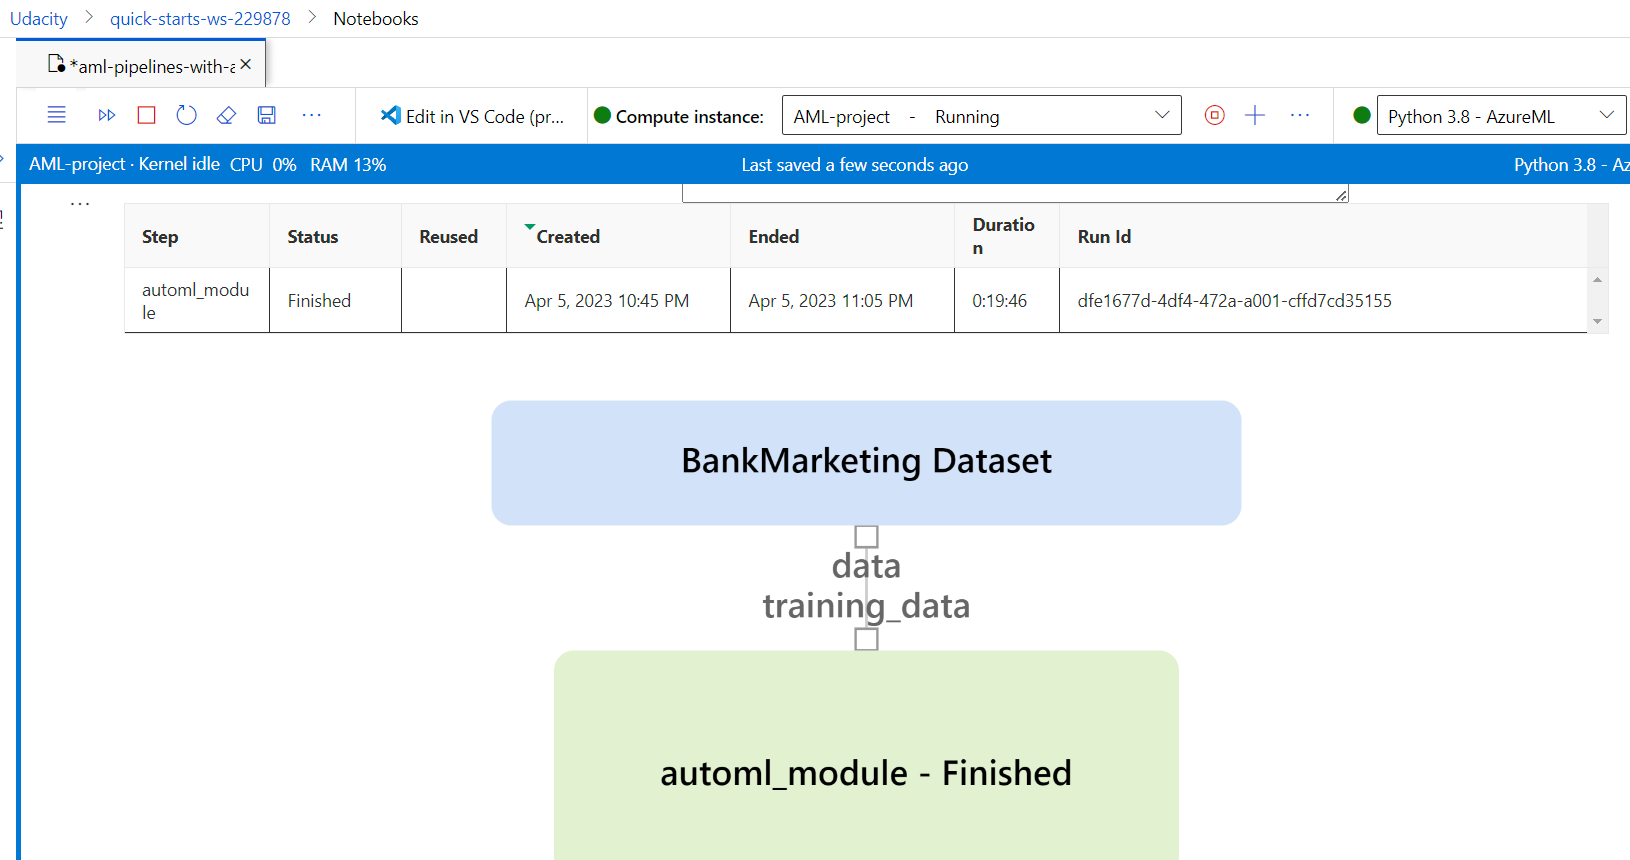 Udacity > quick-starts-ws-229878 > Notebooks
*aml-pipelines-with-a
Edit in VS Code (pr... Compute instance: AML-project - Running Python 3.8 - AzureML
AML-project · Kernel idle CPU 0% RAM 13% Last saved a few seconds ago Python 3.8 - Az
Step Status Reused Created Ended Duratio
n Run Id
automl_modu
le Finished Apr 5, 2023 10:45 PM Apr 5, 2023 11:05 PM 0:19:46 dfe1677d-4df4-472a-a001-cffd7cd35155
BankMarketing Dataset
data
training_data
automl_module - Finished